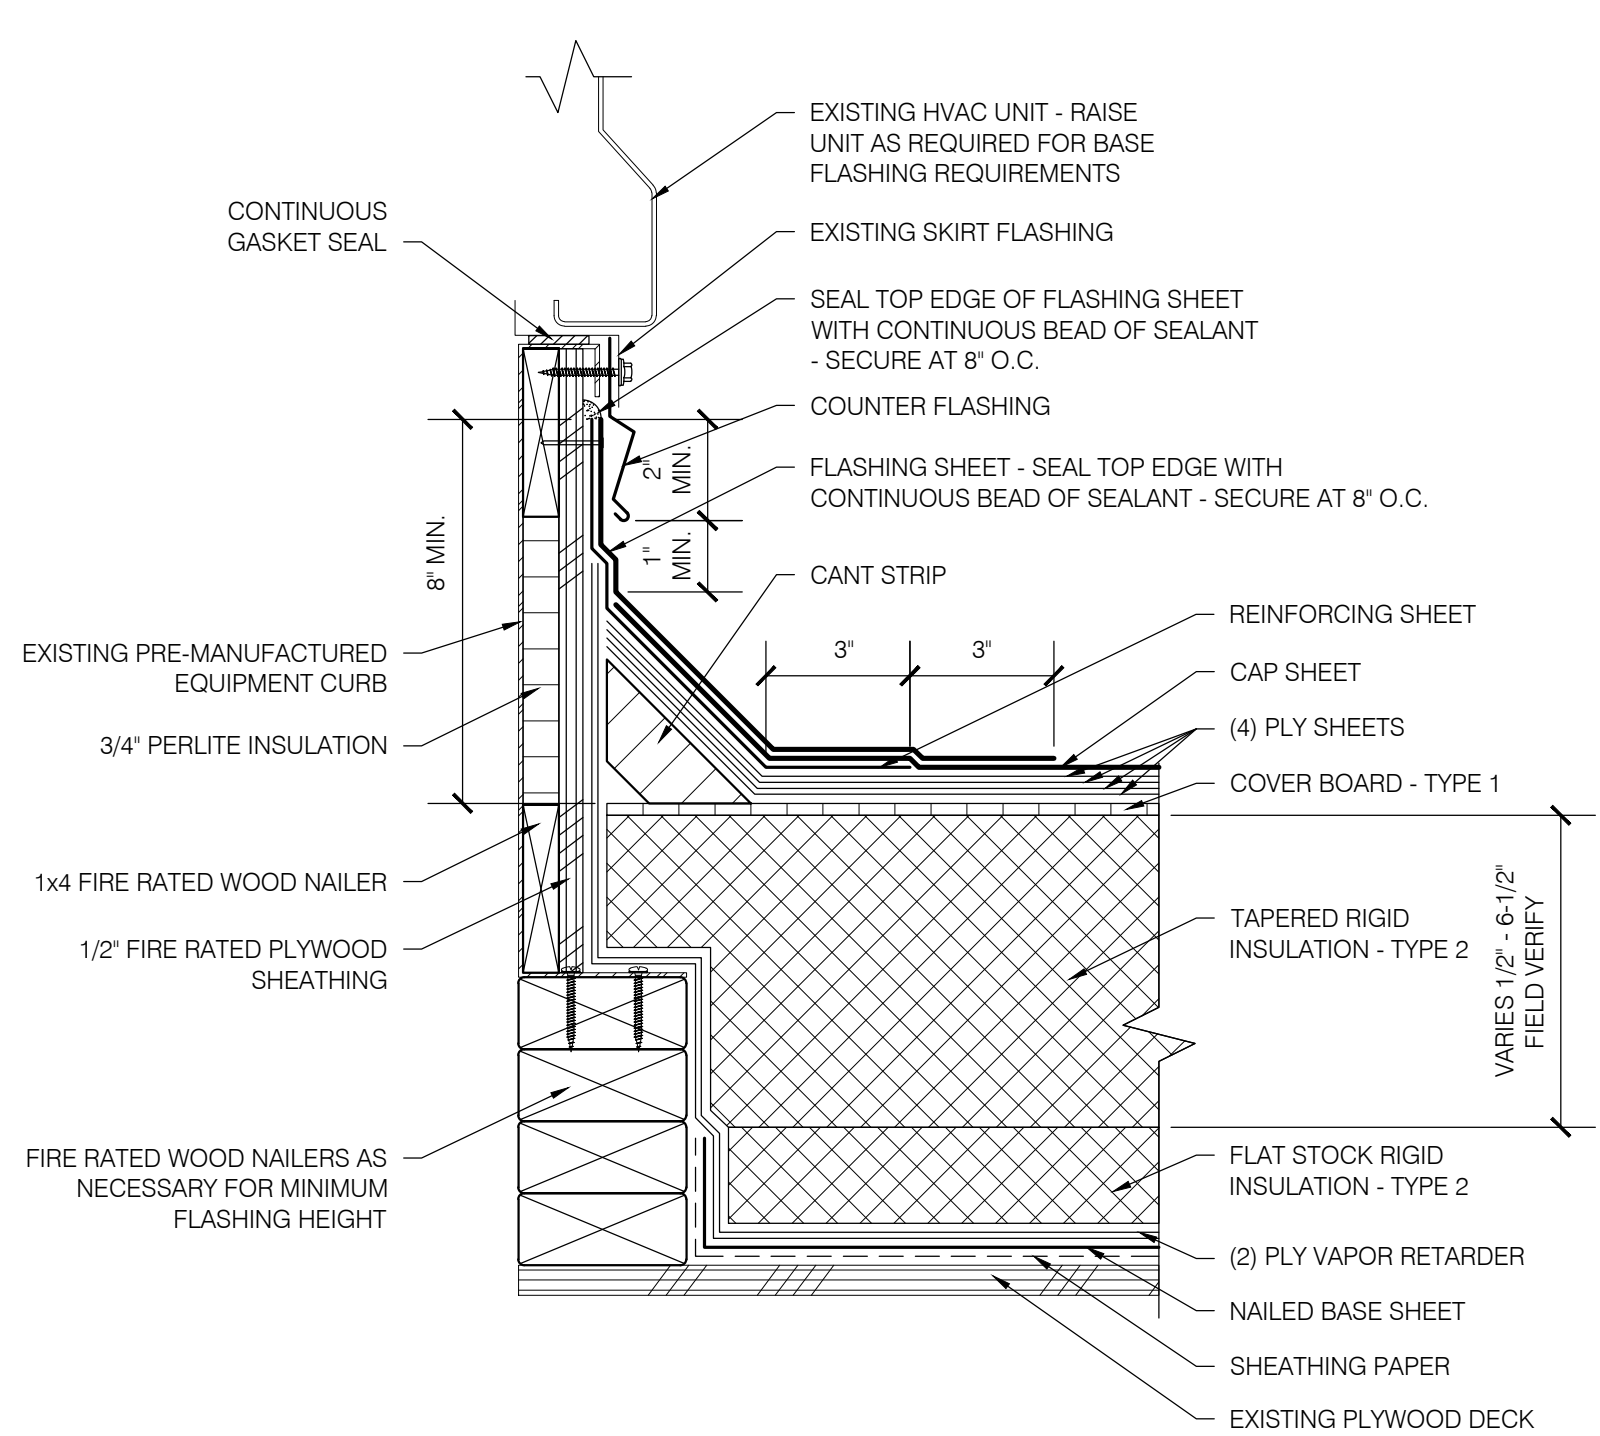 EXISTING HVAC UNIT - RAISE
UNIT AS REQUIRED FOR BASE
FLASHING REQUIREMENTS
CONTINUOUS
GASKET SEAL
EXISTING SKIRT FLASHING
SEAL TOP EDGE OF FLASHING SHEET
WITH CONTINUOUS BEAD OF SEALANT
- SECURE AT 8" O.C.
COUNTER FLASHING
2"
MIN.
FLASHING SHEET - SEAL TOP EDGE WITH
CONTINUOUS BEAD OF SEALANT - SECURE AT 8" O.C.
8" MIN.
1"
MIN.
CANT STRIP
REINFORCING SHEET
3"
3"
EXISTING PRE-MANUFACTURED
EQUIPMENT CURB
CAP SHEET
(4) PLY SHEETS
3/4" PERLITE INSULATION
COVER BOARD - TYPE 1
1x4 FIRE RATED WOOD NAILER
TAPERED RIGID
INSULATION - TYPE 2
VARIES 1/2" - 6-1/2"
FIELD VERIFY
1/2" FIRE RATED PLYWOOD
SHEATHING
FIRE RATED WOOD NAILERS AS
NECESSARY FOR MINIMUM
FLASHING HEIGHT
FLAT STOCK RIGID
INSULATION - TYPE 2
(2) PLY VAPOR RETARDER
NAILED BASE SHEET
SHEATHING PAPER
EXISTING PLYWOOD DECK